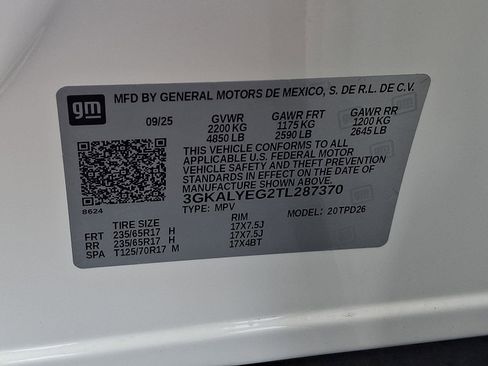 gm
MFD BY GENERAL MOTORS DE MEXICO, S. DE R.L. DE C.V.
09/25 GVWR GAWR FRT GAWR RR
2200 KG 1175 KG 1200 KG
4850 LB 2590 LB 2645 LB
THIS VEHICLE CONFORMS TO ALL
APPLICABLE U.S. FEDERAL MOTOR
VEHICLE SAFETY AND THEFT
PREVENTION STANDARDS IN
EFFECT ON THE DATE OF
MANUFACTURE SHOWN ABOVE.
3GKALYEG2TL287370
8624 TYPE: MPV MODEL: 20TPD26
TIRE SIZE RIM
FRT 235/65R17 H 17X7.5J
RR 235/65R17 H 17X7.5J
SPA T125/70R17 M 17X4BT